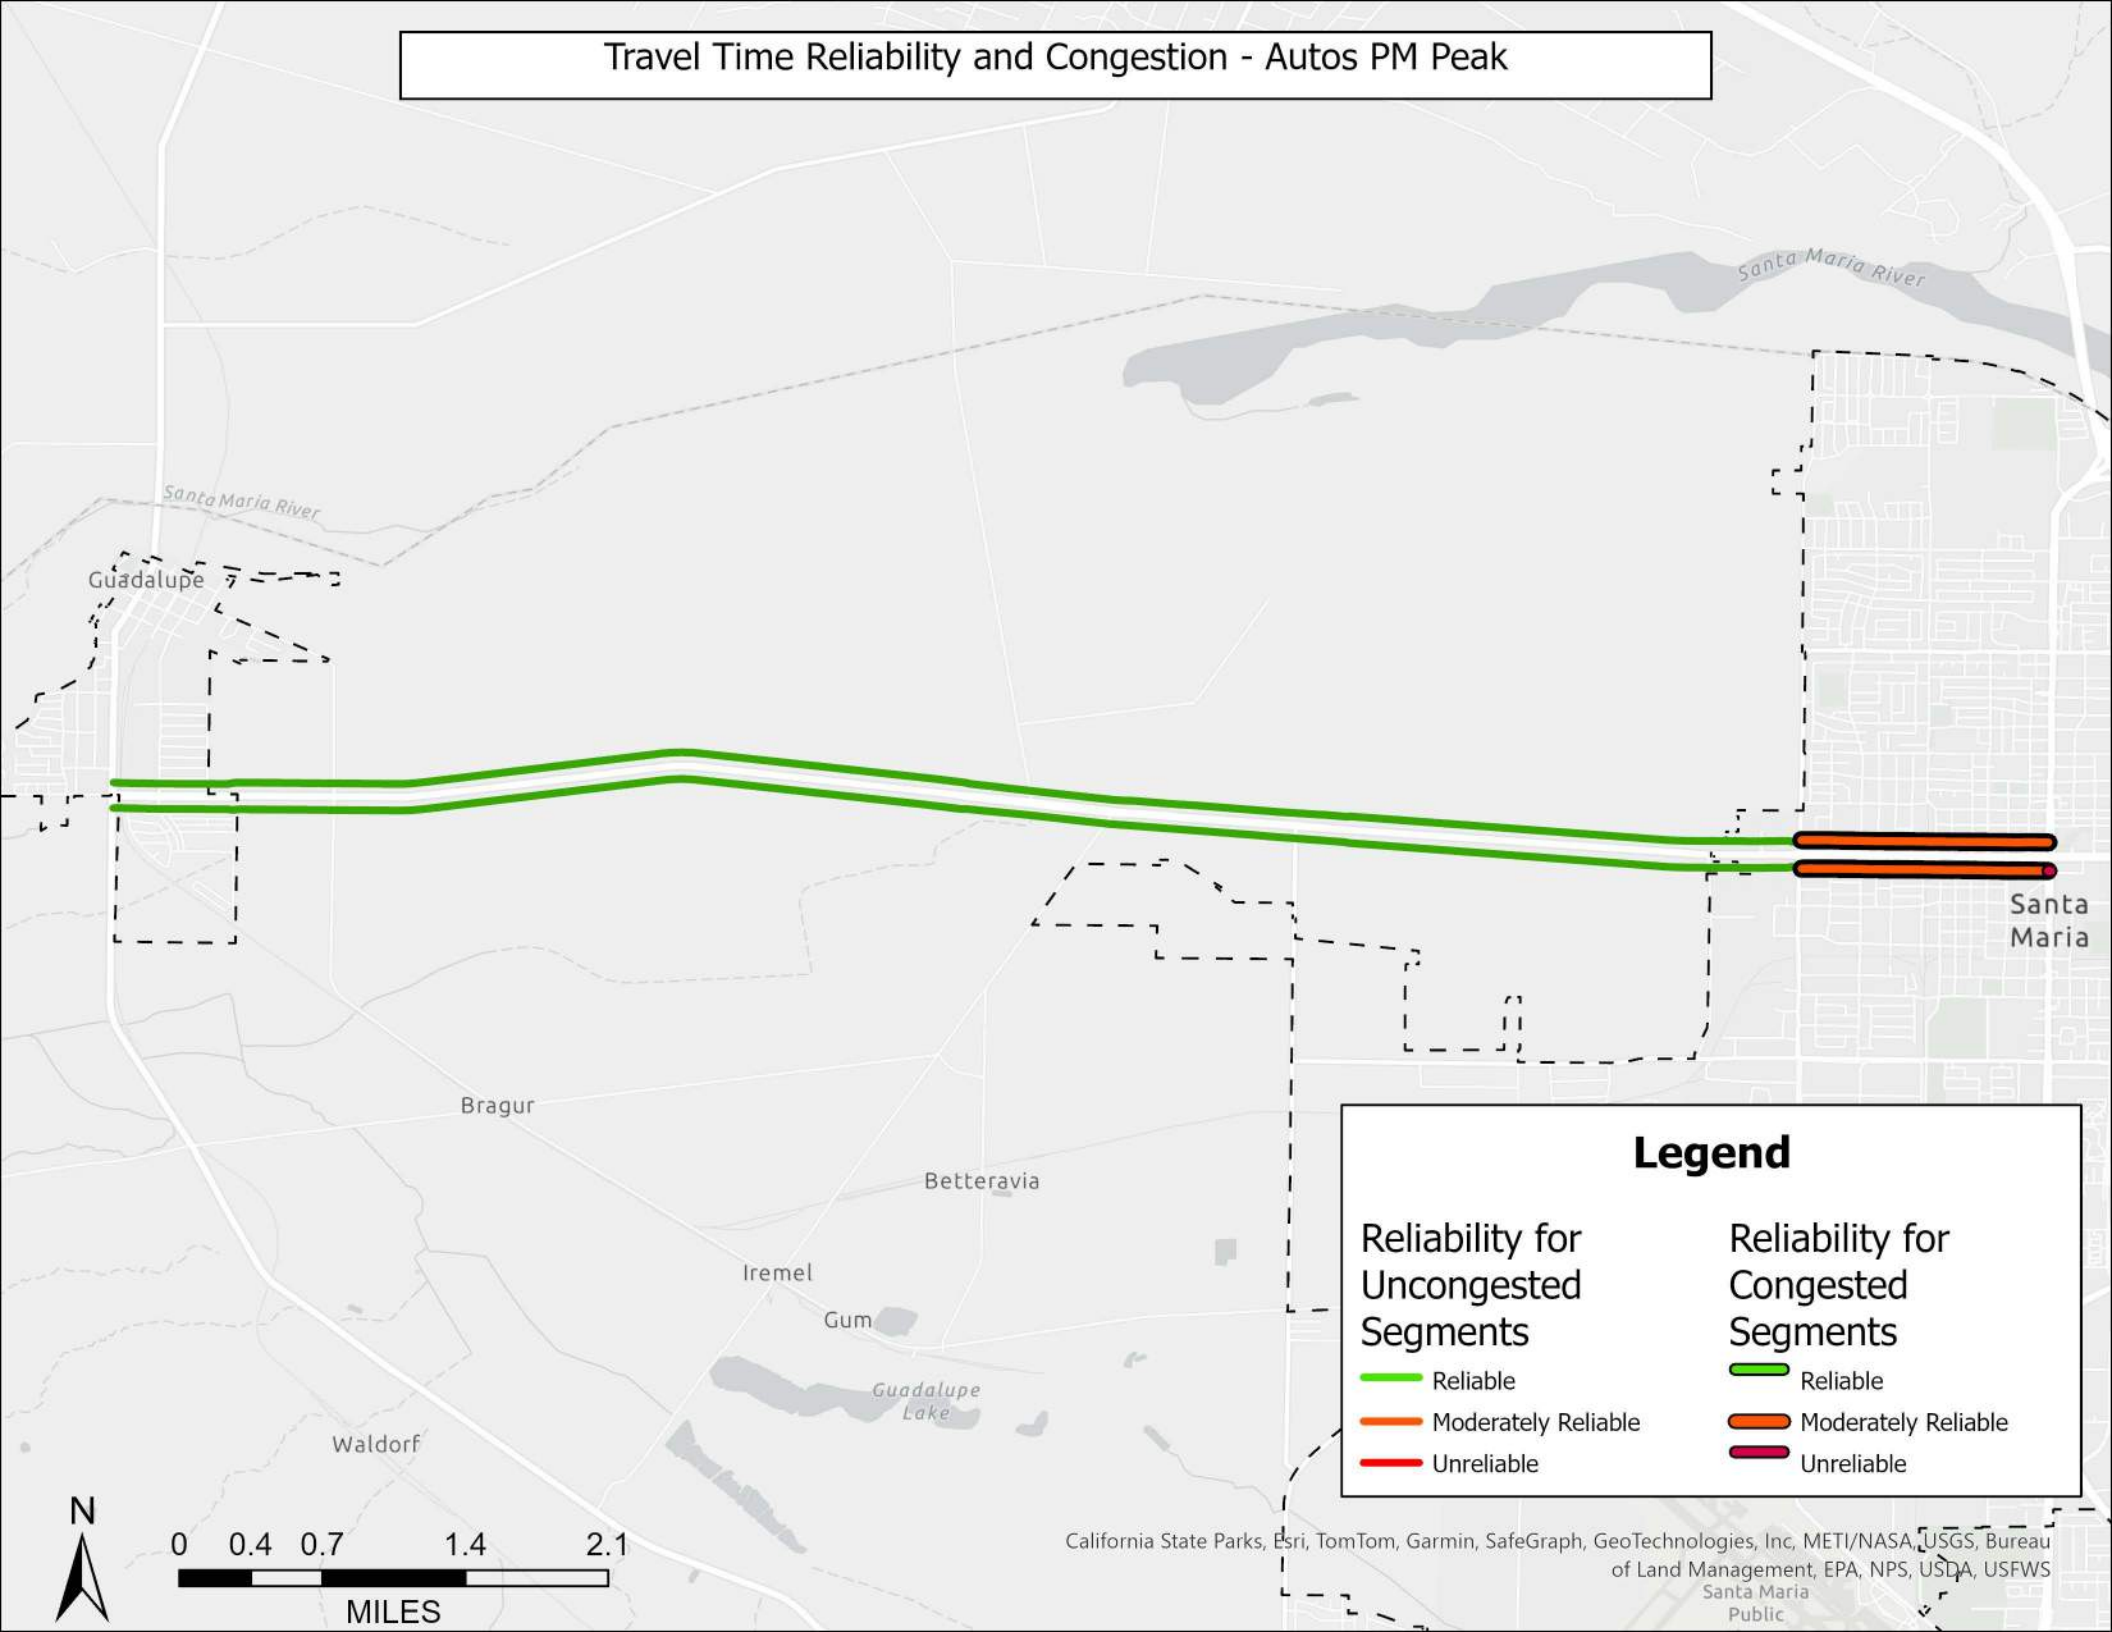 Travel Time Reliability and Congestion - Autos PM Peak
Santa Maria River
Santa Maria River
Guadalupe
Santa
Maria
Bragur
Betteravia
Iremel
Gum
Guadalupe
Lake
Waldorf
Legend
Reliability for
Uncongested
Segments
Reliable
Moderately Reliable
Unreliable
Reliability for
Congested
Segments
Reliable
Moderately Reliable
Unreliable
N
0 0.4 0.7 1.4 2.1
MILES
California State Parks, Esri, TomTom, Garmin, SafeGraph, GeoTechnologies, Inc, METI/NASA, USGS, Bureau
of Land Management, EPA, NPS, USDA, USFWS
Santa Maria
Public